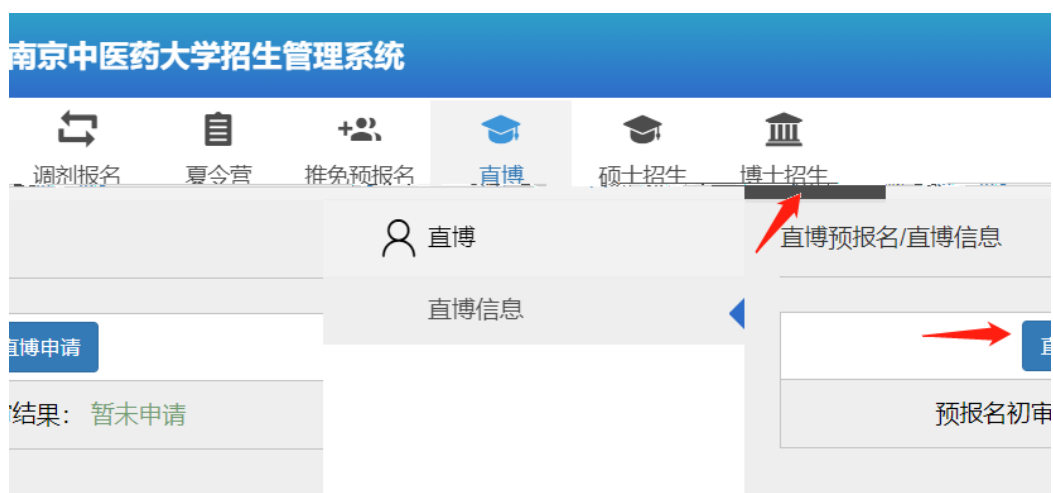 南京中医药大学招生管理系统
调剂报名 夏令营 推免预报名 直博 硕士招生 博士招生
直博 直博预报名/直博信息
直博信息
直博申请 直
审结果： 暂未申请 预报名初审